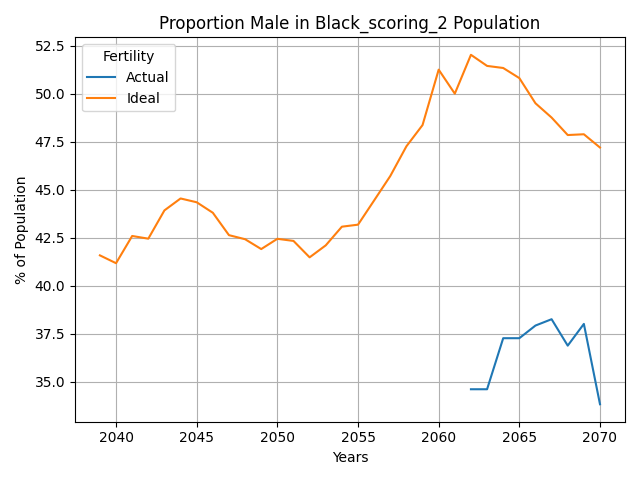 Proportion Male in Black_scoring_2 Population
Fertility
Actual
Ideal
52.5
50.0
47.5
45.0
42.5
40.0
37.5
35.0
% of Population
2040 2045 2050 2055 2060 2065 2070
Years